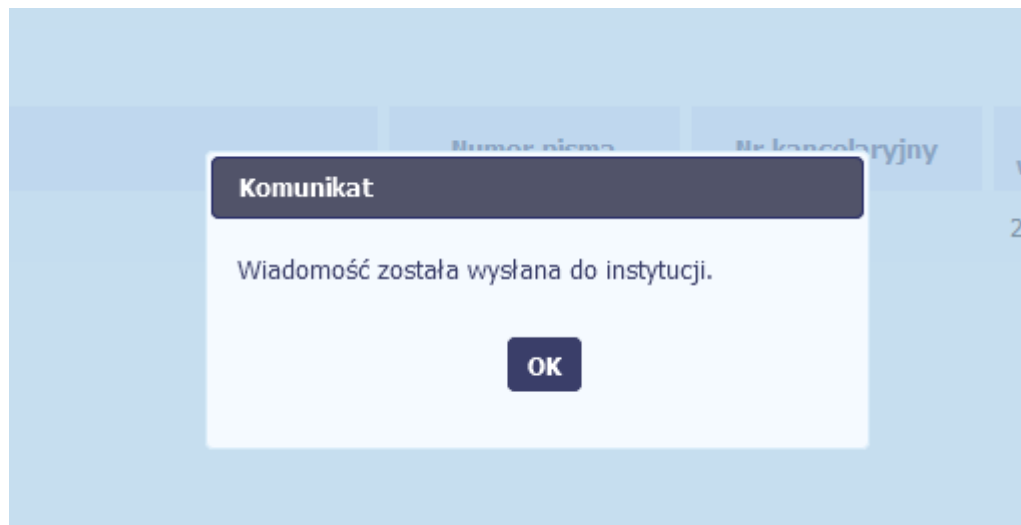 Numer pisma Nr kancelaryjny
Komunikat
Wiadomość została wysłana do instytucji.
OK